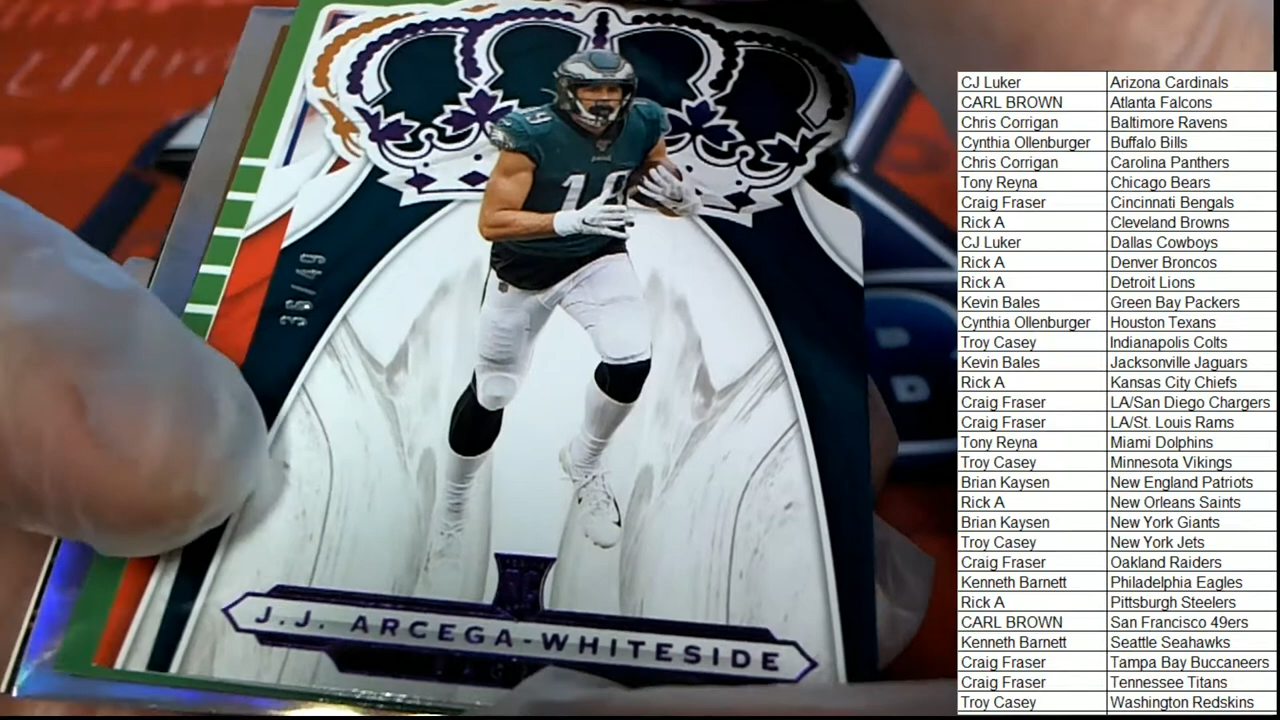 Ultra
19
18
36/49
J.J. ARCEGA-WHITESIDE
CJ Luker Arizona Cardinals
CARL BROWN Atlanta Falcons
Chris Corrigan Baltimore Ravens
Cynthia Ollenburger Buffalo Bills
Chris Corrigan Carolina Panthers
Tony Reyna Chicago Bears
Craig Fraser Cincinnati Bengals
Rick A Cleveland Browns
CJ Luker Dallas Cowboys
Rick A Denver Broncos
Rick A Detroit Lions
Kevin Bales Green Bay Packers
Cynthia Ollenburger Houston Texans
Troy Casey Indianapolis Colts
Kevin Bales Jacksonville Jaguars
Rick A Kansas City Chiefs
Craig Fraser LA/San Diego Chargers
Craig Fraser LA/St. Louis Rams
Tony Reyna Miami Dolphins
Troy Casey Minnesota Vikings
Brian Kaysen New England Patriots
Rick A New Orleans Saints
Brian Kaysen New York Giants
Troy Casey New York Jets
Craig Fraser Oakland Raiders
Kenneth Barnett Philadelphia Eagles
Rick A Pittsburgh Steelers
CARL BROWN San Francisco 49ers
Kenneth Barnett Seattle Seahawks
Craig Fraser Tampa Bay Buccaneers
Craig Fraser Tennessee Titans
Troy Casey Washington Redskins